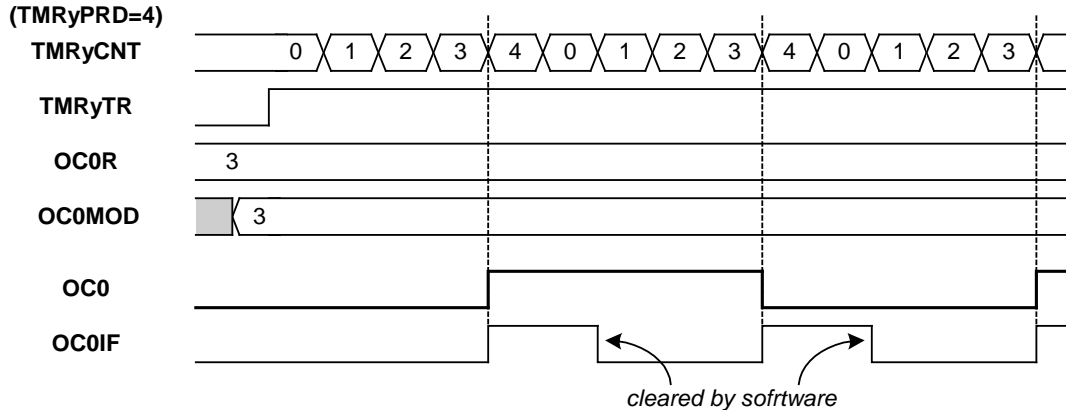 (TMRyPRD=4)
TMRyCNT 0 1 2 3 4 0 1 2 3 4 0 1 2 3
TMRyTR
OC0R 3
OC0MOD 3
OC0
OC0IF
cleared by sofrtware